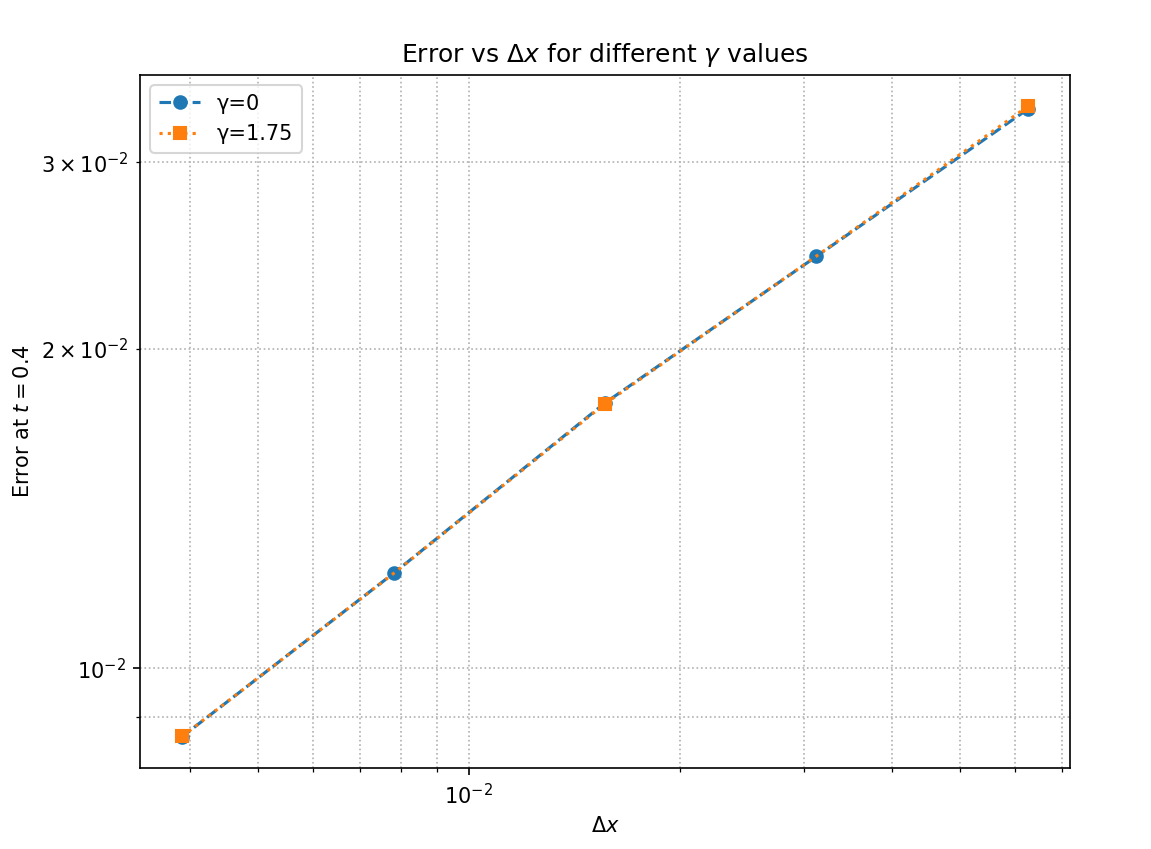 Error vs Δx for different γ values
γ=0
γ=1.75
3 × 10⁻²
2 × 10⁻²
10⁻²
Error at t = 0.4
10⁻²
Δx